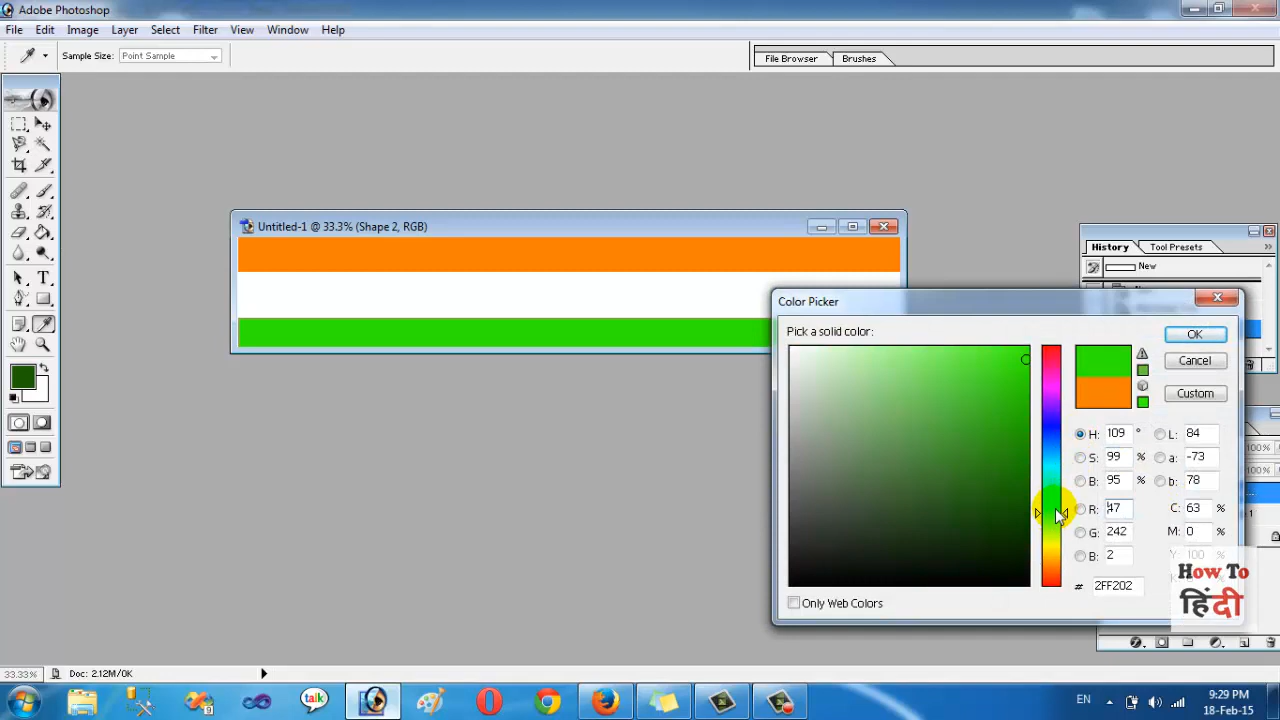 Adobe Photoshop
File Edit Image Layer Select Filter View Window Help
Sample Size: Point Sample
File Browser Brushes
Untitled-1 @ 33.3% (Shape 2, RGB)
History Tool Presets
New
Color Picker
Pick a solid color:
OK
Cancel
Custom
H: 109 ° L: 84
S: 99 % a: -73
B: 95 % b: 78
R: 47 C: 63 %
G: 242 M: 0 %
B: 2 Y: 100 %
# 2FF202
Only Web Colors
How To
हिंदी
T
1
33.33% Doc: 2.12M/0K
talk
EN
9:29 PM
18-Feb-15